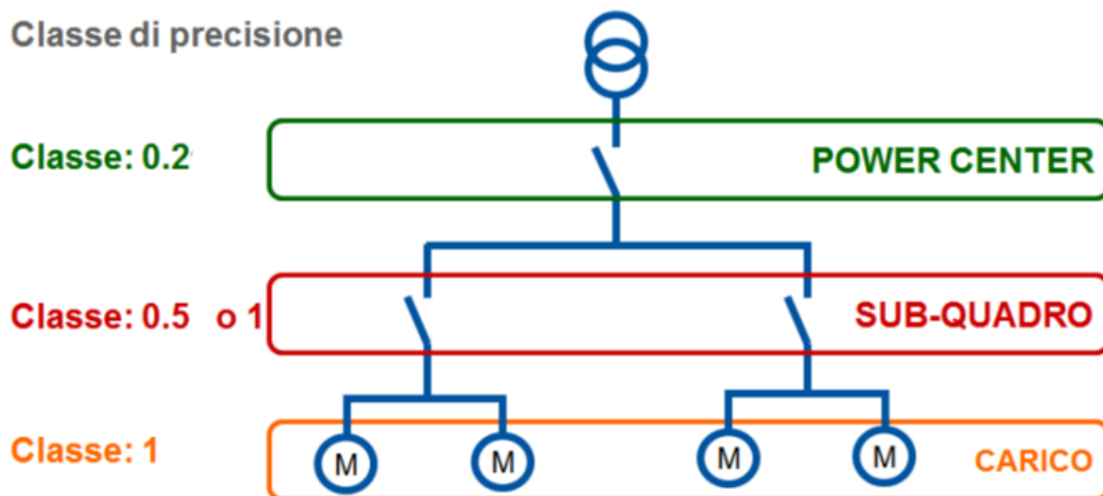 Classe di precisione
Classe: 0.2
POWER CENTER
Classe: 0.5 o 1
SUB-QUADRO
Classe: 1
M M M M
CARICO